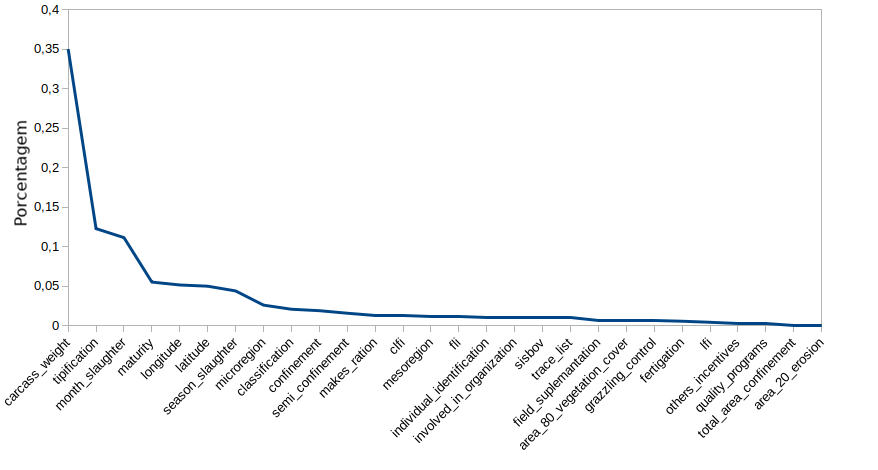 0,4
0,35
0,3
0,25
0,2
0,15
0,1
0,05
0
Porcentagem
carcass_weight
tipification
month_slaughter
maturity
longitude
latitude
season_slaughter
microregion
classification
confinement
semi_confinement
makes_ration
clfi
mesoregion
fli
individual_identification
involved_in_organization
sisbov
trace_list
field_suplemantation
area_80_vegetation_cover
grazzling_control
fertigation
lfi
others_incentives
quality_programs
total_area_confinement
area_20_erosion